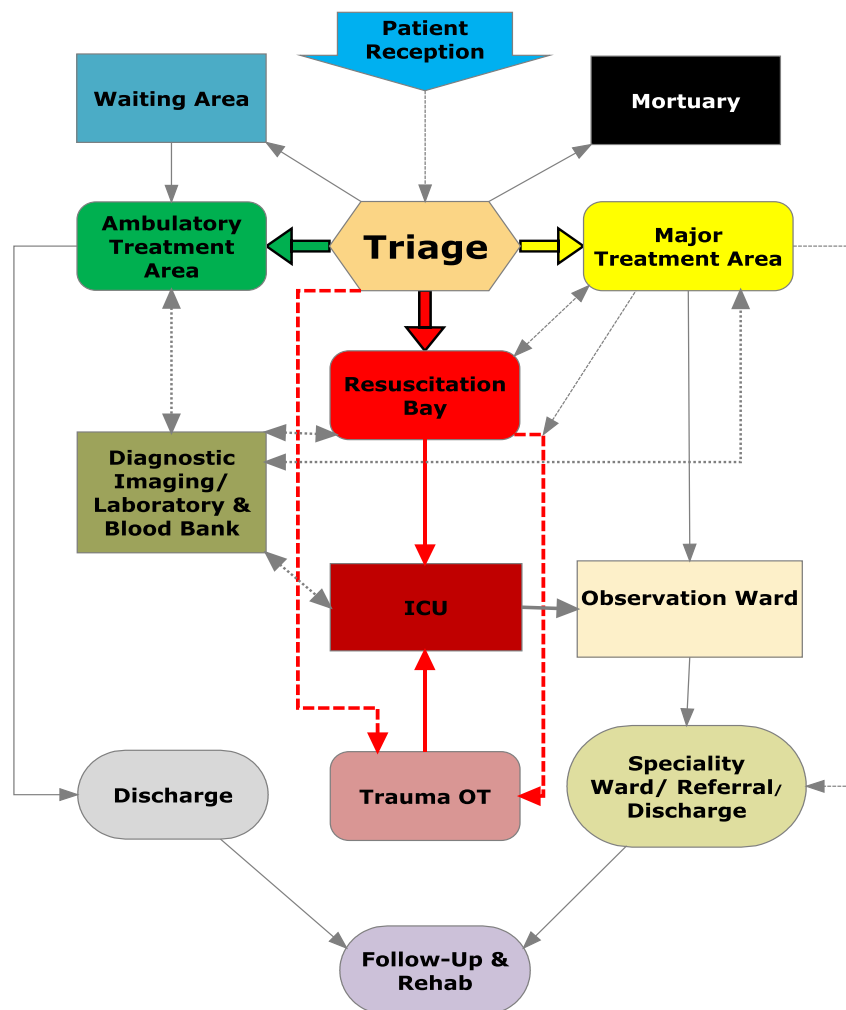 Patient
Reception
Waiting Area
Mortuary
Ambulatory
Treatment
Area
Triage
Major
Treatment Area
Resuscitation
Bay
Diagnostic
Imaging/
Laboratory &
Blood Bank
ICU
Observation Ward
Discharge
Trauma OT
Speciality
Ward/ Referral/
Discharge
Follow-Up &
Rehab